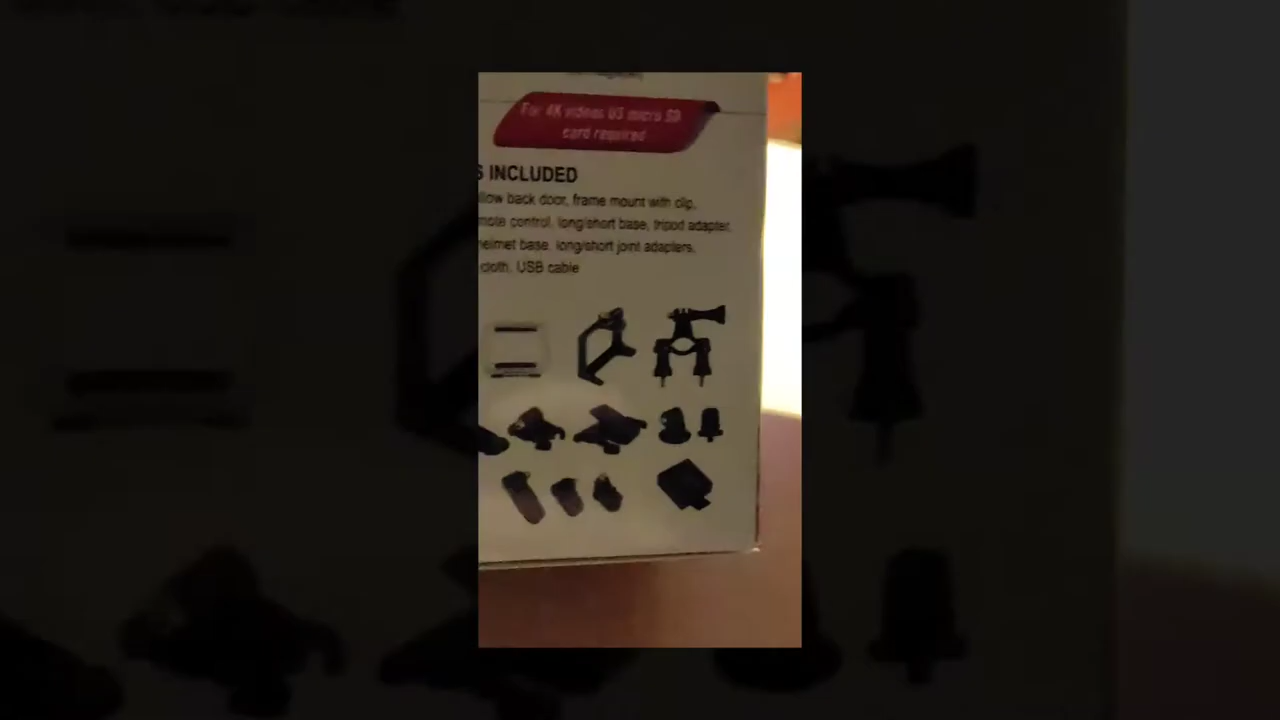 For 4K videos U3 micro SD
card required
S INCLUDED
llow back door, frame mount with clip,
mote control, long/short base, tripod adapter,
helmet base, long/short joint adapters,
cloth, USB cable